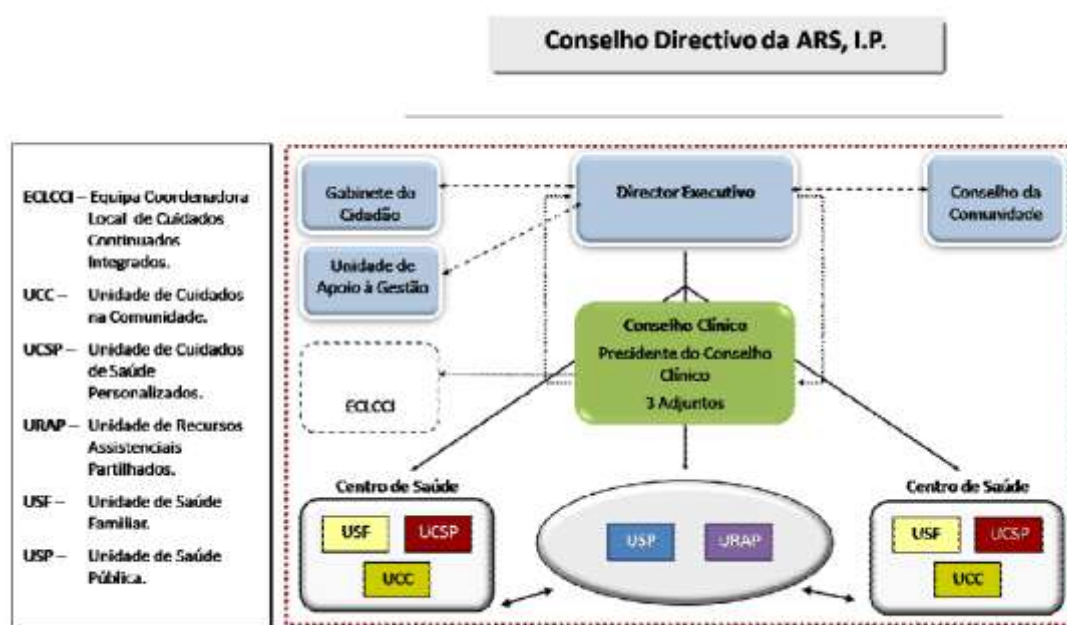 Conselho Directivo da ARS, I.P.
ECLCCI – Equipa Coordenadora
Local de Cuidados
Continuados
Integrados.
UCC – Unidade de Cuidados
na Comunidade.
UCSP – Unidade de Cuidados
de Saúde
Personalizados.
URAP – Unidade de Recursos
Assistenciais
Partilhados.
USF – Unidade de Saúde
Familiar.
USP – Unidade de Saúde
Pública.
Gabinete do
Cidadão
Director Executivo
Conselho da
Comunidade
Unidade de
Apoio à Gestão
Conselho Clínico
Presidente do Conselho
Clínico
3 Adjuntos
ECLCCI
Centro de Saúde
USF
UCSP
UCC
USP
URAP
Centro de Saúde
USF
UCSP
UCC